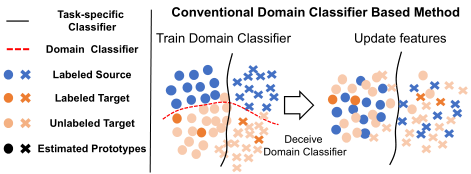 Task-specific
Classifier
Domain Classifier
Labeled Source
Labeled Target
Unlabeled Target
Estimated Prototypes
Conventional Domain Classifier Based Method
Train Domain Classifier
Update features
Deceive
Domain Classifier